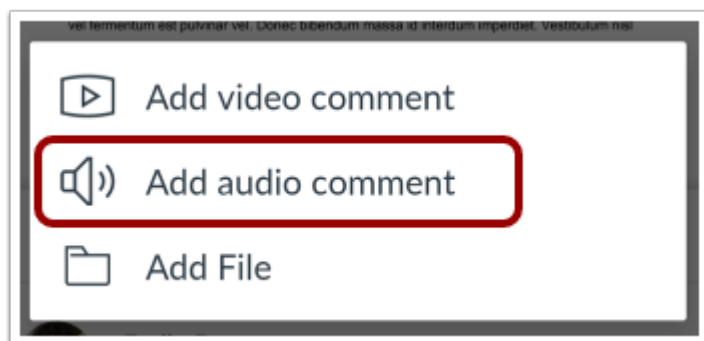 vel fermentum est pulvinar vel. Donec bibendum massa id interdum imperdiet. Vestibulum nisl
Add video comment
Add audio comment
Add File